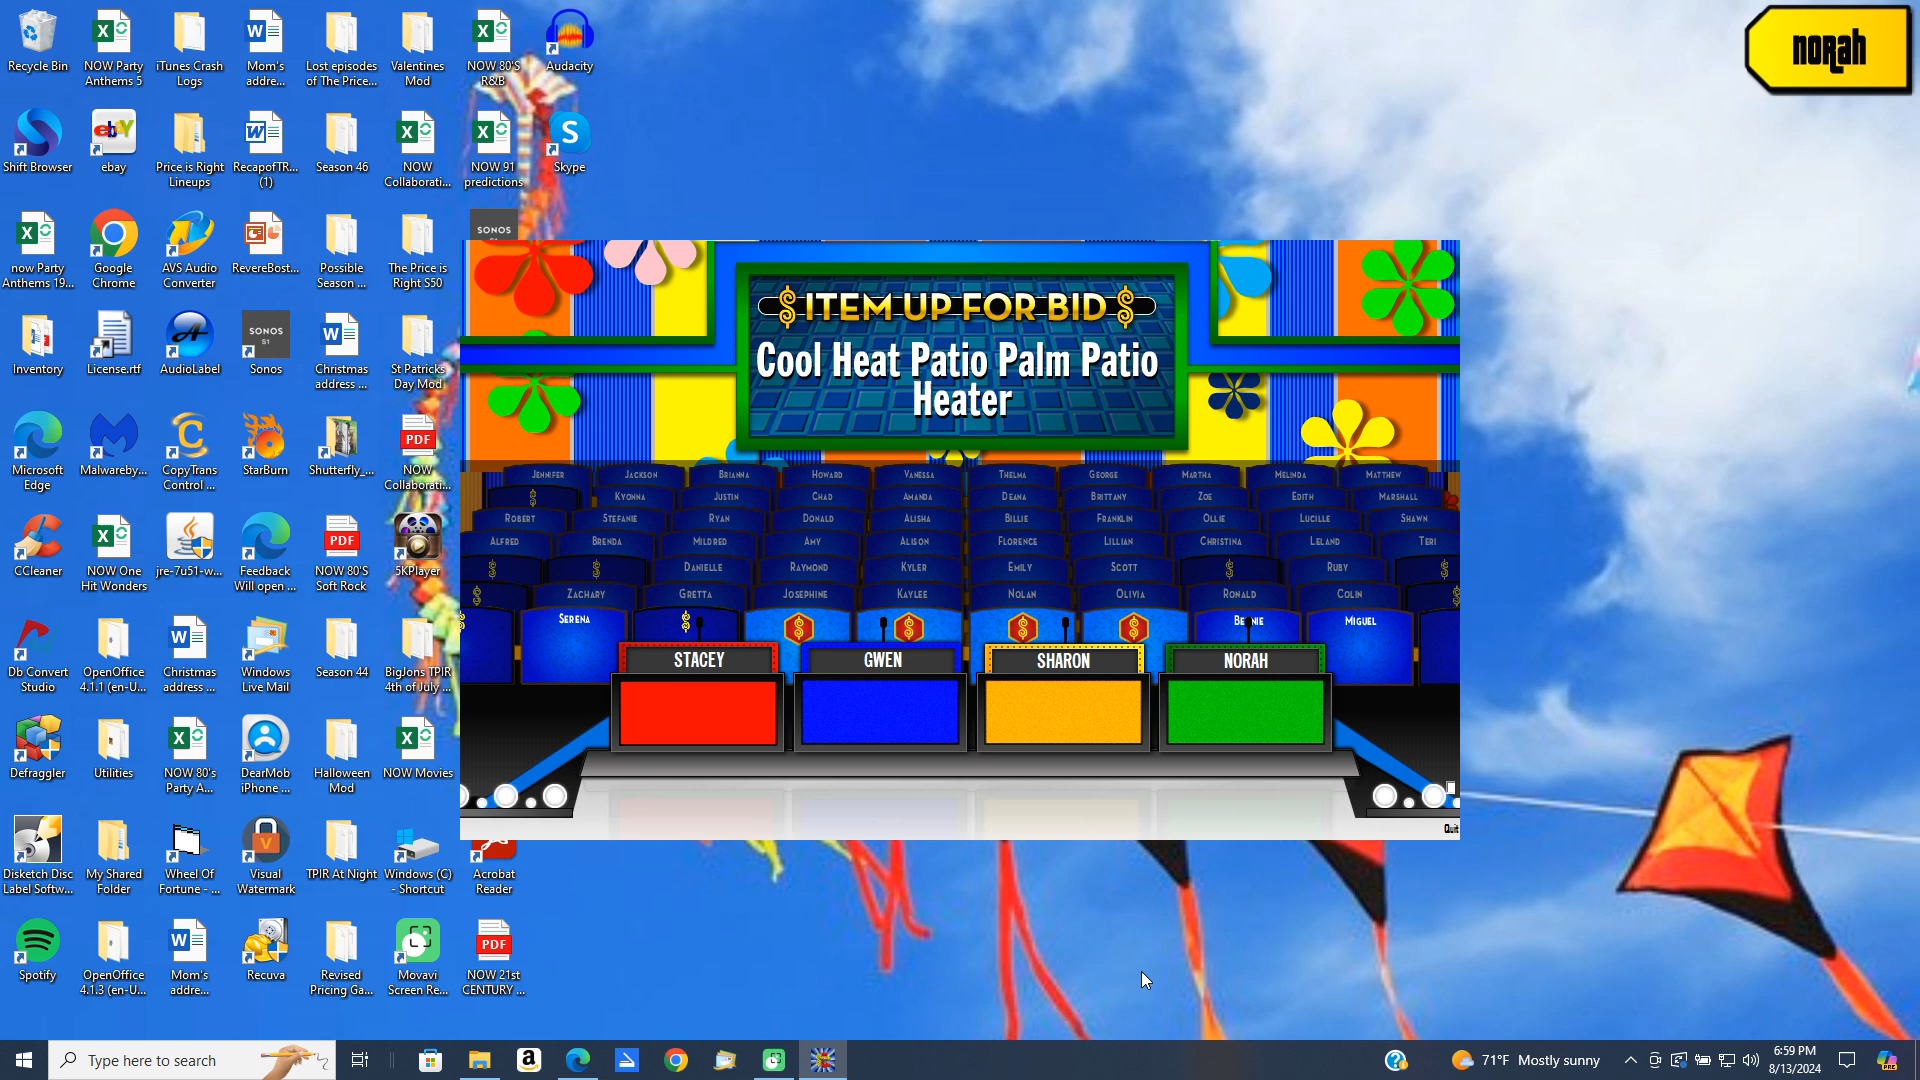 Recycle Bin
NOW Party
Anthems 5
iTunes Crash
Logs
Mom's
addre...
Lost episodes
of The Price...
Valentines
Mod
NOW 80'S
R&B
Audacity
NORAH
Shift Browser
ebay
ebay
Price is Right
Lineups
RecapofTR...
(1)
Season 46
NOW
Collaborati...
NOW 91
predictions
Skype
now Party
Anthems 19...
Google
Chrome
AVS Audio
Converter
RevereBost...
Possible
Season ...
The Price is
Right S50
SONOS
Inventory
License.rtf
AudioLabel
SONOS
S1
Sonos
Christmas
address ...
St Patricks
Day Mod
Microsoft
Edge
Malwareby...
CopyTrans
Control ...
StarBurn
Shutterfly_...
PDF
NOW
Collaborati...
CCleaner
NOW One
Hit Wonders
jre-7u51-w...
Feedback
Will open ...
PDF
NOW 80'S
Soft Rock
5KPlayer
Db Convert
Studio
OpenOffice
4.1.1 (en-U...
Christmas
address ...
Windows
Live Mail
Season 44
BigJons TPIR
4th of July ...
Defraggler
Utilities
NOW 80's
Party A...
DearMob
iPhone ...
Halloween
Mod
NOW Movies
Disketch Disc
Label Softw...
My Shared
Folder
Wheel Of
Fortune - ...
Visual
Watermark
TPIR At Night
Windows (C)
- Shortcut
Acrobat
Reader
Spotify
OpenOffice
4.1.3 (en-U...
Mom's
addre...
Recuva
Revised
Pricing Ga...
Movavi
Screen Re...
PDF
NOW 21st
CENTURY ...
$ ITEM UP FOR BID $
Cool Heat Patio Palm Patio
Heater
JENNIFER JACKSON BRIANNA HOWARD VANESSA THELMA GEORGE MARTHA MELINDA MATTHEW
KYONNA JUSTIN CHAD AMANDA DEANA BRITTANY ZOE EDITH MARSHALL
ROBERT STEFANIE RYAN DONALD ALISHA BILLIE FRANKLIN OLLIE LUCILLE SHAWN
ALFRED BRENDA MILDRED AMY ALISON FLORENCE LILLIAN CHRISTINA LELAND TERI
DANIELLE RAYMOND KYLER EMILY SCOTT RUBY
ZACHARY GRETTA JOSEPHINE KAYLEE NOLAN OLIVIA RONALD COLIN
SERENA MIGUEL
STACEY GWEN SHARON NORAH
Quit
Type here to search
71°F Mostly sunny
6:59 PM
8/13/2024